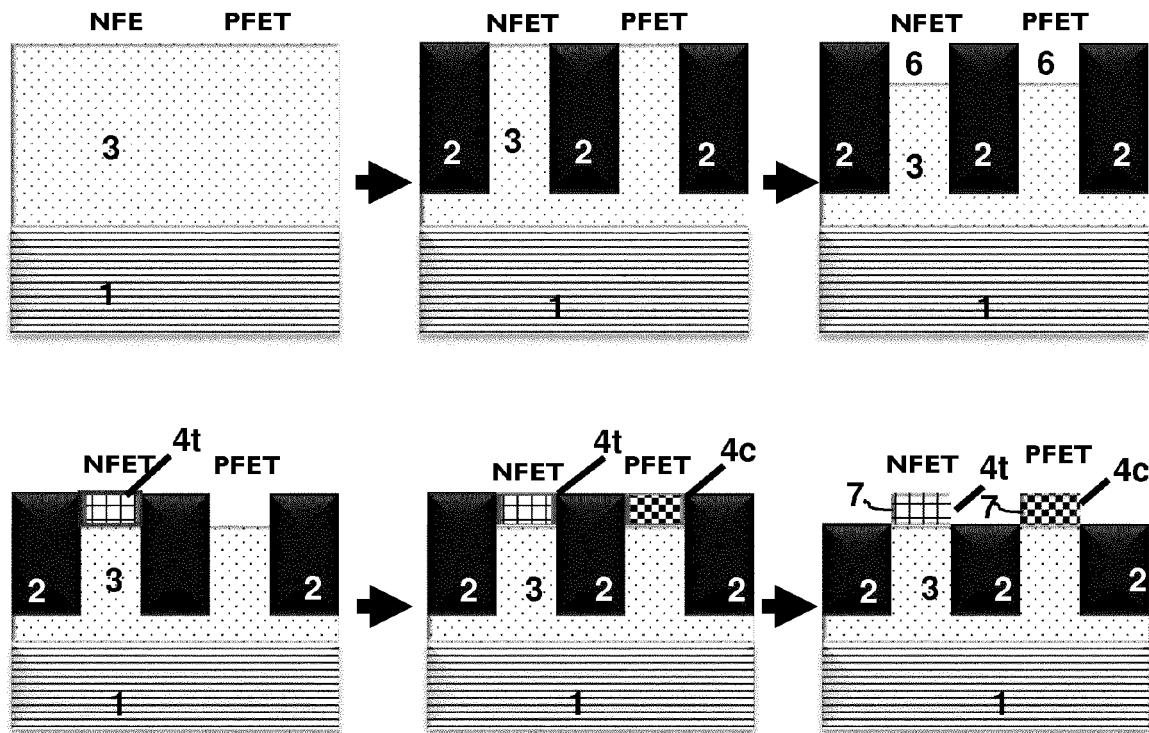 NFE PFET NFET PFET NFET PFET
6 6
3 2 3 2 2 2 3 2 2
1 1 1
4t 4t 4c
NFET PFET NFET PFET NFET PFET 4t 4c
7 7
2 3 2 2 3 2 2 2 3 2 2
1 1 1